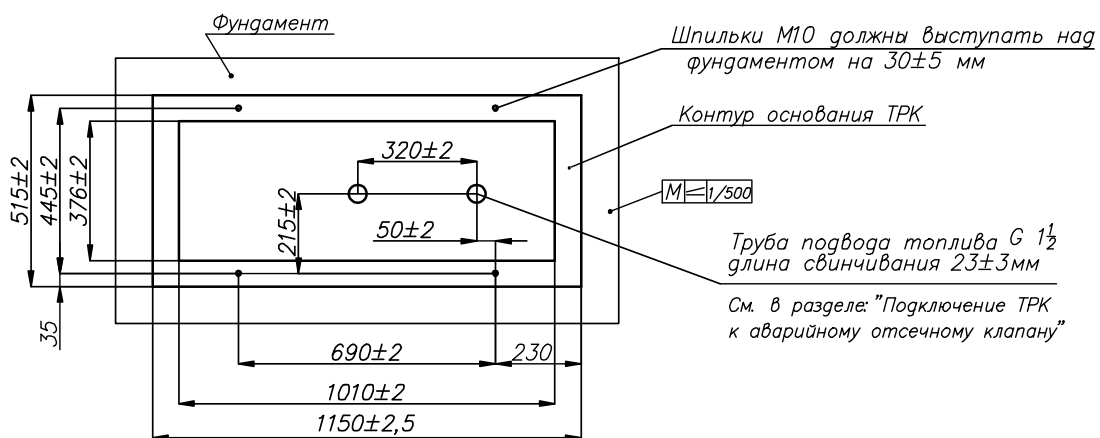 Фундамент
Шпильки М10 должны выступать над
фундаментом на 30±5 мм
Контур основания ТРК
515±2
445±2
376±2
320±2
215±2
50±2
М
1/500
Труба подвода топлива G 1½
длина свинчивания 23±3мм
См. в разделе:"Подключение ТРК
к аварийному отсечному клапану"
35
690±2
230
1010±2
1150±2,5